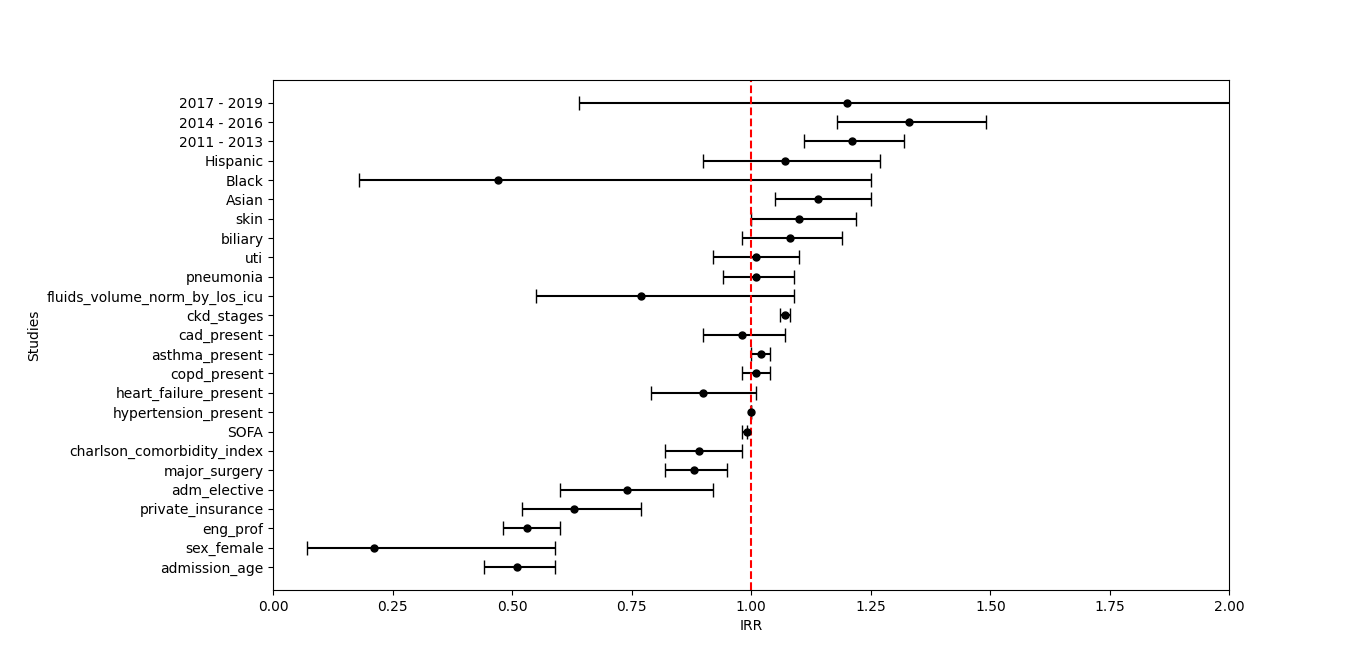 2017 - 2019
2014 - 2016
2011 - 2013
Hispanic
Black
Asian
skin
biliary
uti
pneumonia
fluids_volume_norm_by_los_icu
ckd_stages
cad_present
asthma_present
copd_present
heart_failure_present
hypertension_present
SOFA
charlson_comorbidity_index
major_surgery
adm_elective
private_insurance
eng_prof
sex_female
admission_age
Studies
0.00 0.25 0.50 0.75 1.00 1.25 1.50 1.75 2.00
IRR